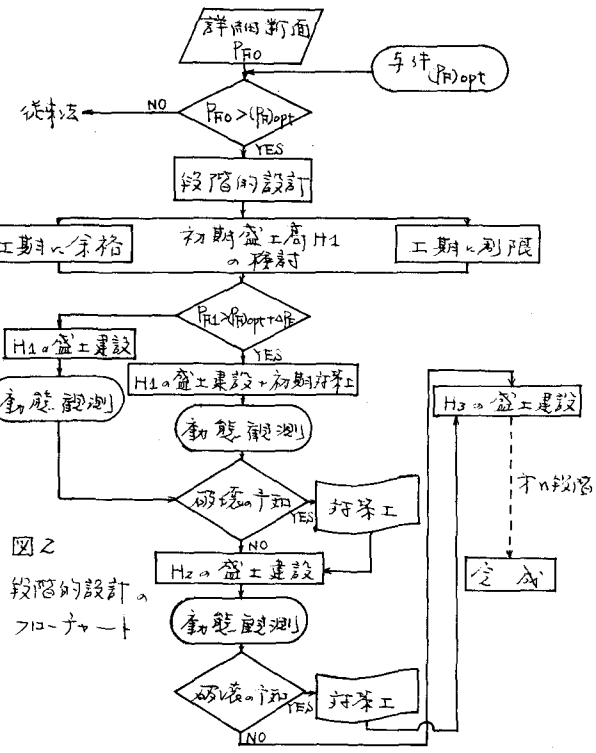 詳細断面
PF0
与件(PF)opt
従来法
NO
PF0>(PF)opt
YES
段階的設計
工期に余裕
初期盛土高H1
の検討
工期に制限
PF1>(PF)opt+ΔPF
YES
H1の盛土建設
H1の盛土建設+初期対策工
動態観測
動態観測
H3の盛土建設
破壊の予知
YES
対策工
NO
才n段階
図2
段階的設計の
フローチャート
H2の盛土建設
完成
動態観測
破壊の予知
YES
対策工
NO